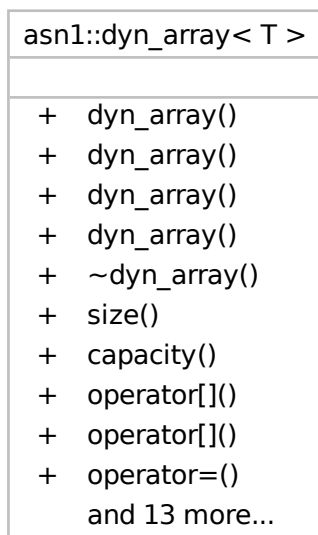 asn1::dyn_array< T >
+ dyn_array()
+ dyn_array()
+ dyn_array()
+ dyn_array()
+ ~dyn_array()
+ size()
+ capacity()
+ operator[]()
+ operator[]()
+ operator=()
and 13 more...